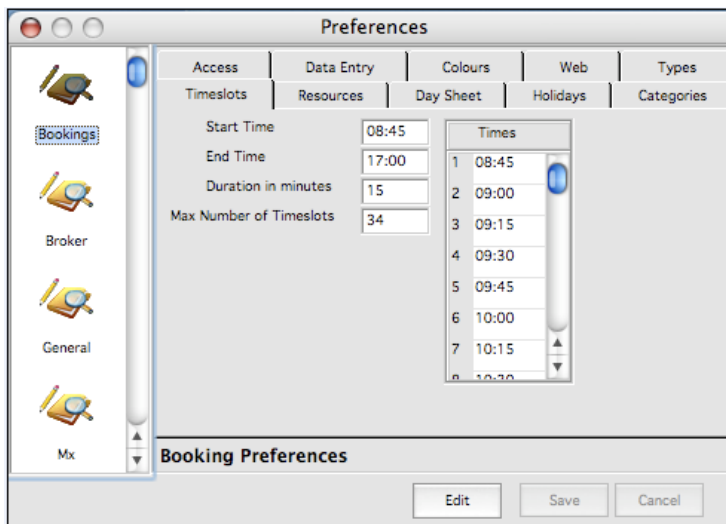 Preferences
Bookings
Broker
General
Mx
Access Data Entry Colours Web Types
Timeslots Resources Day Sheet Holidays Categories
Start Time 08:45
End Time 17:00
Duration in minutes 15
Max Number of Timeslots 34
Times
1 08:45
2 09:00
3 09:15
4 09:30
5 09:45
6 10:00
7 10:15
Booking Preferences
Edit Save Cancel